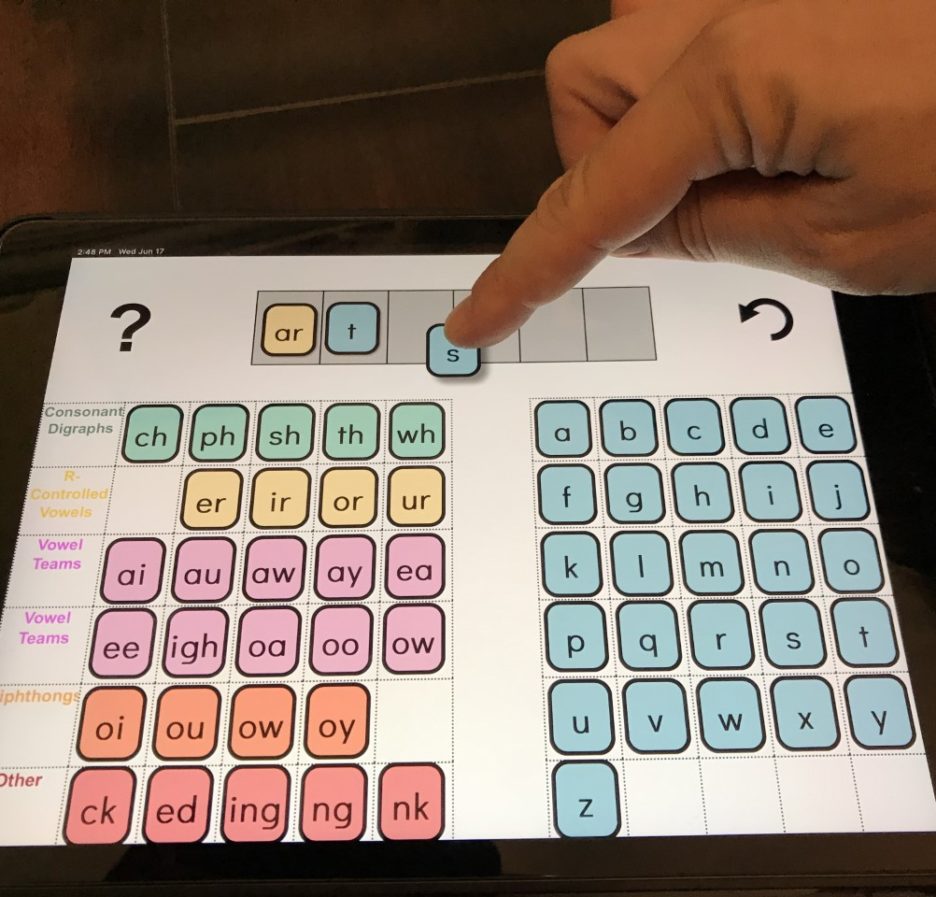 2:48 PM Wed Jun 17
?
ar t s
Consonant
Digraphs
ch ph sh th wh
R-
Controlled
Vowels
er ir or ur
Vowel
Teams
ai au aw ay ea
Vowel
Teams
ee igh oa oo ow
iphthongs
oi ou ow oy
Other
ck ed ing ng nk
a b c d e
f g h i j
k l m n o
p q r s t
u v w x y
z